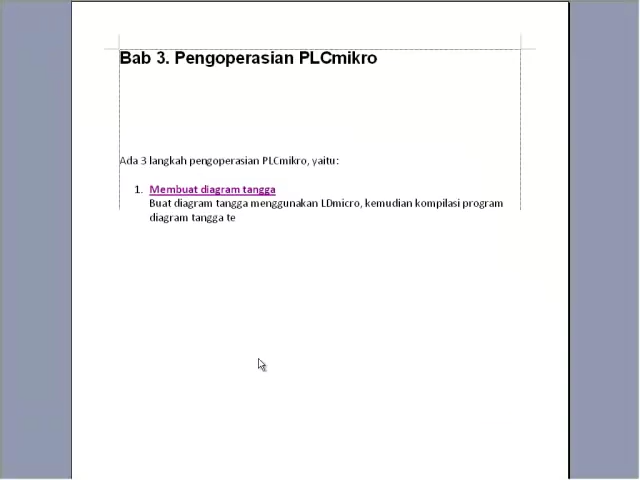 Bab 3. Pengoperasian PLCmikro
Ada 3 langkah pengoperasian PLCmikro, yaitu:
1. Membuat diagram tangga
Buat diagram tangga menggunakan LDmicro, kemudian kompilasi program
diagram tangga te